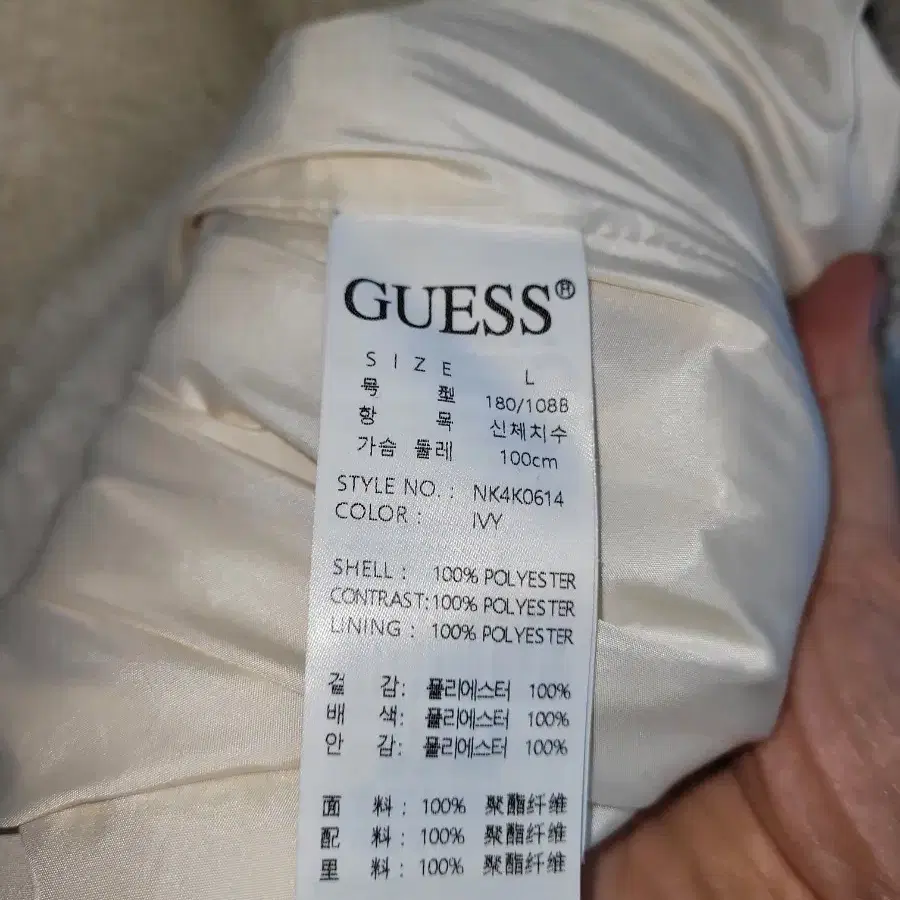 GUESS®
SIZE L
号 型 180/108B
항 목 신체치수
가슴 둘레 100cm
STYLE NO. : NK4K0614
COLOR : IVY
SHELL : 100% POLYESTER
CONTRAST: 100% POLYESTER
LINING : 100% POLYESTER
겉 감: 폴리에스터 100%
배 색: 폴리에스터 100%
안 감: 폴리에스터 100%
面 料: 100% 聚酯纤维
配 料: 100% 聚酯纤维
里 料: 100% 聚酯纤维